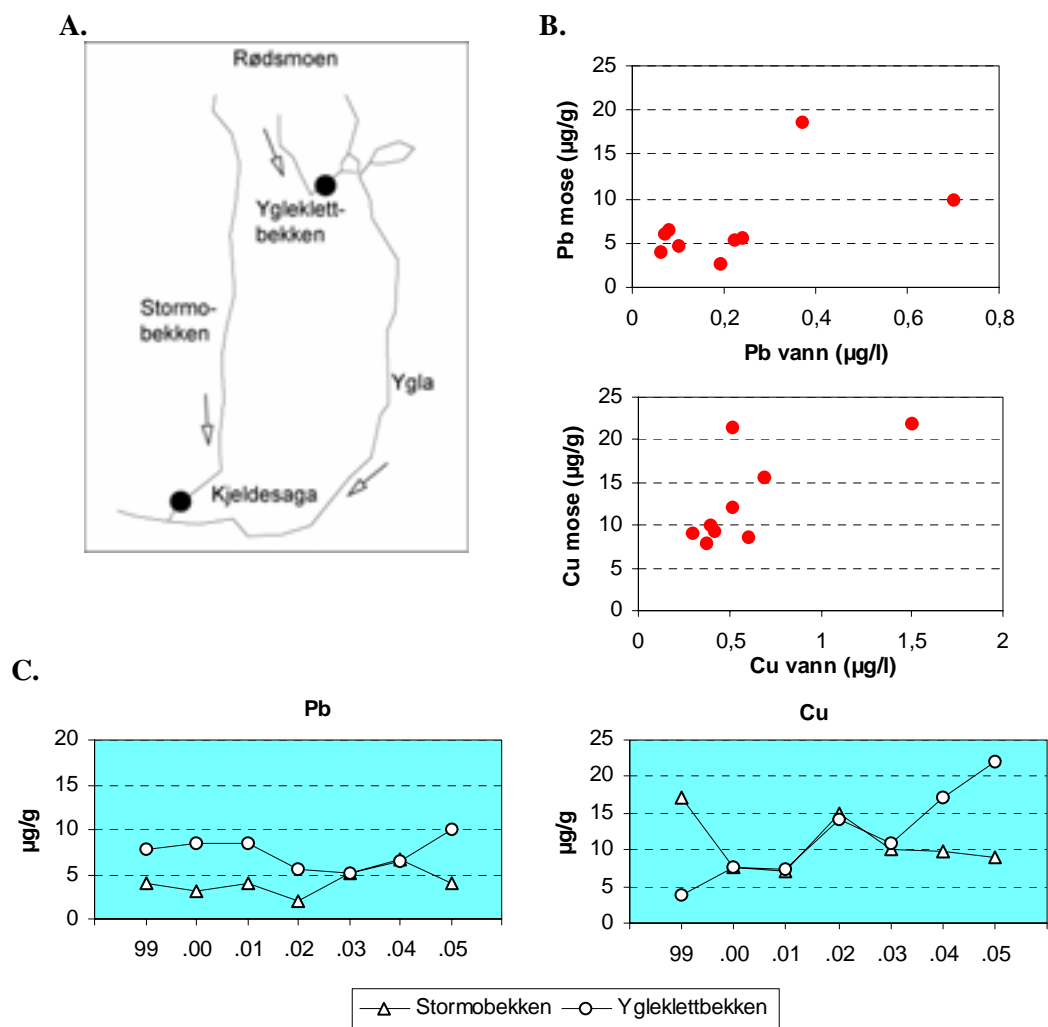 A.
Rødsmoen
Ygleklett-
bekken
Stormo-
bekken
Ygla
Kjeldesaga
B.
Pb mose (µg/g)
25
20
15
10
5
0
0 0,2 0,4 0,6 0,8
Pb vann (µg/l)
Cu mose (µg/g)
25
20
15
10
5
0
0 0,5 1 1,5 2
Cu vann (µg/l)
C.
Pb
µg/g
20
15
10
5
0
99 .00 .01 .02 .03 .04 .05
Cu
µg/g
25
20
15
10
5
0
99 .00 .01 .02 .03 .04 .05
Stormobekken Ygleklettbekken